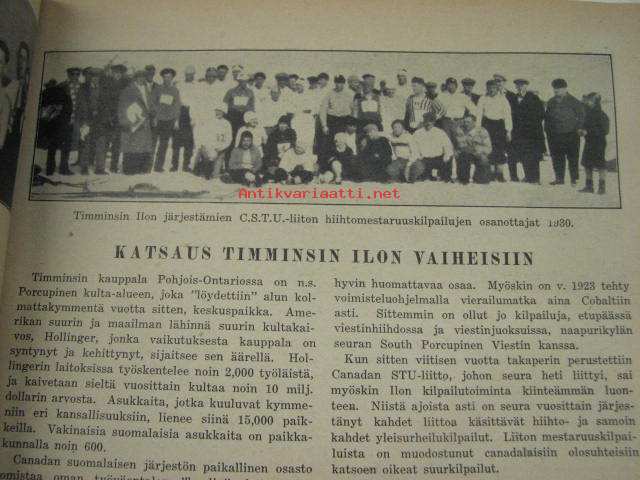 Antikvariaatti.net
Timminsin Ilon järjestämien C.S.T.U.-liiton hiihtomestaruuskilpailujen osanottajat 1930.
KATSAUS TIMMINSIN ILON VAIHEISIIN
Timminsin kauppala Pohjois-Ontariossa on n.s.
Porcupinen kulta-alueen, joka "löydettiin" alun kol-
mattakymmentä vuotta sitten, keskuspaikka. Ame-
rikan suurin ja maailman lähinnä suurin kultakai-
vos, Hollinger, jonka vaikutuksesta kauppala on
syntynyt ja kehittynyt, sijaitsee sen äärellä. Hol-
lingerin laitoksissa työskentelee noin 2,000 työläistä,
ja kaivetaan sieltä vuosittain kultaa noin 10 milj.
dollarin arvosta. Asukkaita, jotka kuuluvat kymme-
niin eri kansallisuuksiin, lienee siinä 15,000 paik-
keilla. Vakinaisia suomalaisia asukkaita on paikka-
kunnalla noin 600.
Canadan suomalaisen järjestön paikallinen osasto
omistaa oman
hyvin huomattavaa osaa. Myöskin on v. 1923 tehty
voimisteluohjelmalla vierailumatka aina Cobaltiin
asti. Sittemmin on ollut jo kilpailuja, etupäässä
viestinhiihdossa ja viestinjuoksuissa, naapurikylän
seuran South Porcupinen Viestin kanssa.
Kun sitten viitisen vuotta takaperin perustettiin
Canadan STU-liitto, johon seura heti liittyi, sai
myöskin Ilon kilpailutoiminta kiinteämmän luon-
teen. Niistä ajoista asti on seura vuosittain järjes-
tänyt kahdet liittoa käsittävät hiihto- ja samoin
kahdet yleisurheilukilpailut. Liiton mestaruuskilpai-
luista on muodostunut canadalaisiin olosuhteisiin
katsoen oikeat suurkilpailut.